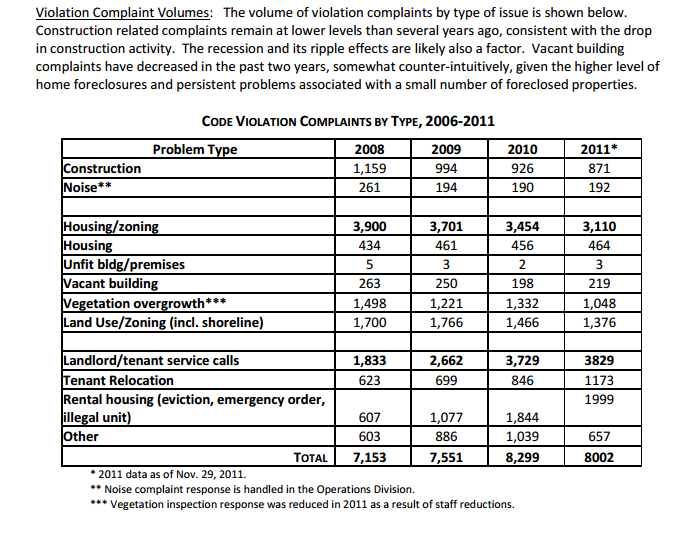 Violation Complaint Volumes: The volume of violation complaints by type of issue is shown below.
Construction related complaints remain at lower levels than several years ago, consistent with the drop
in construction activity. The recession and its ripple effects are likely also a factor. Vacant building
complaints have decreased in the past two years, somewhat counter-intuitively, given the higher level of
home foreclosures and persistent problems associated with a small number of foreclosed properties.
CODE VIOLATION COMPLAINTS BY TYPE, 2006-2011
Problem Type 2008 2009 2010 2011*
Construction 1,159 994 926 871
Noise** 261 194 190 192
Housing/zoning 3,900 3,701 3,454 3,110
Housing 434 461 456 464
Unfit bldg/premises 5 3 2 3
Vacant building 263 250 198 219
Vegetation overgrowth*** 1,498 1,221 1,332 1,048
Land Use/Zoning (incl. shoreline) 1,700 1,766 1,466 1,376
Landlord/tenant service calls 1,833 2,662 3,729 3829
Tenant Relocation 623 699 846 1173
Rental housing (eviction, emergency order, 1999
illegal unit) 607 1,077 1,844
Other 603 886 1,039 657
TOTAL 7,153 7,551 8,299 8002
* 2011 data as of Nov. 29, 2011.
** Noise complaint response is handled in the Operations Division.
*** Vegetation inspection response was reduced in 2011 as a result of staff reductions.